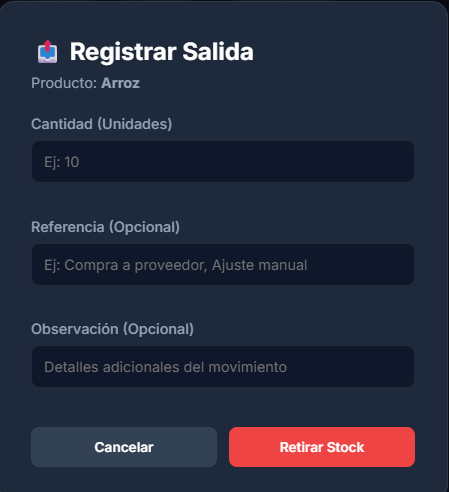 Registrar Salida
Producto: Arroz
Cantidad (Unidades)
Ej: 10
Referencia (Opcional)
Ej: Compra a proveedor, Ajuste manual
Observación (Opcional)
Detalles adicionales del movimiento
Cancelar
Retirar Stock